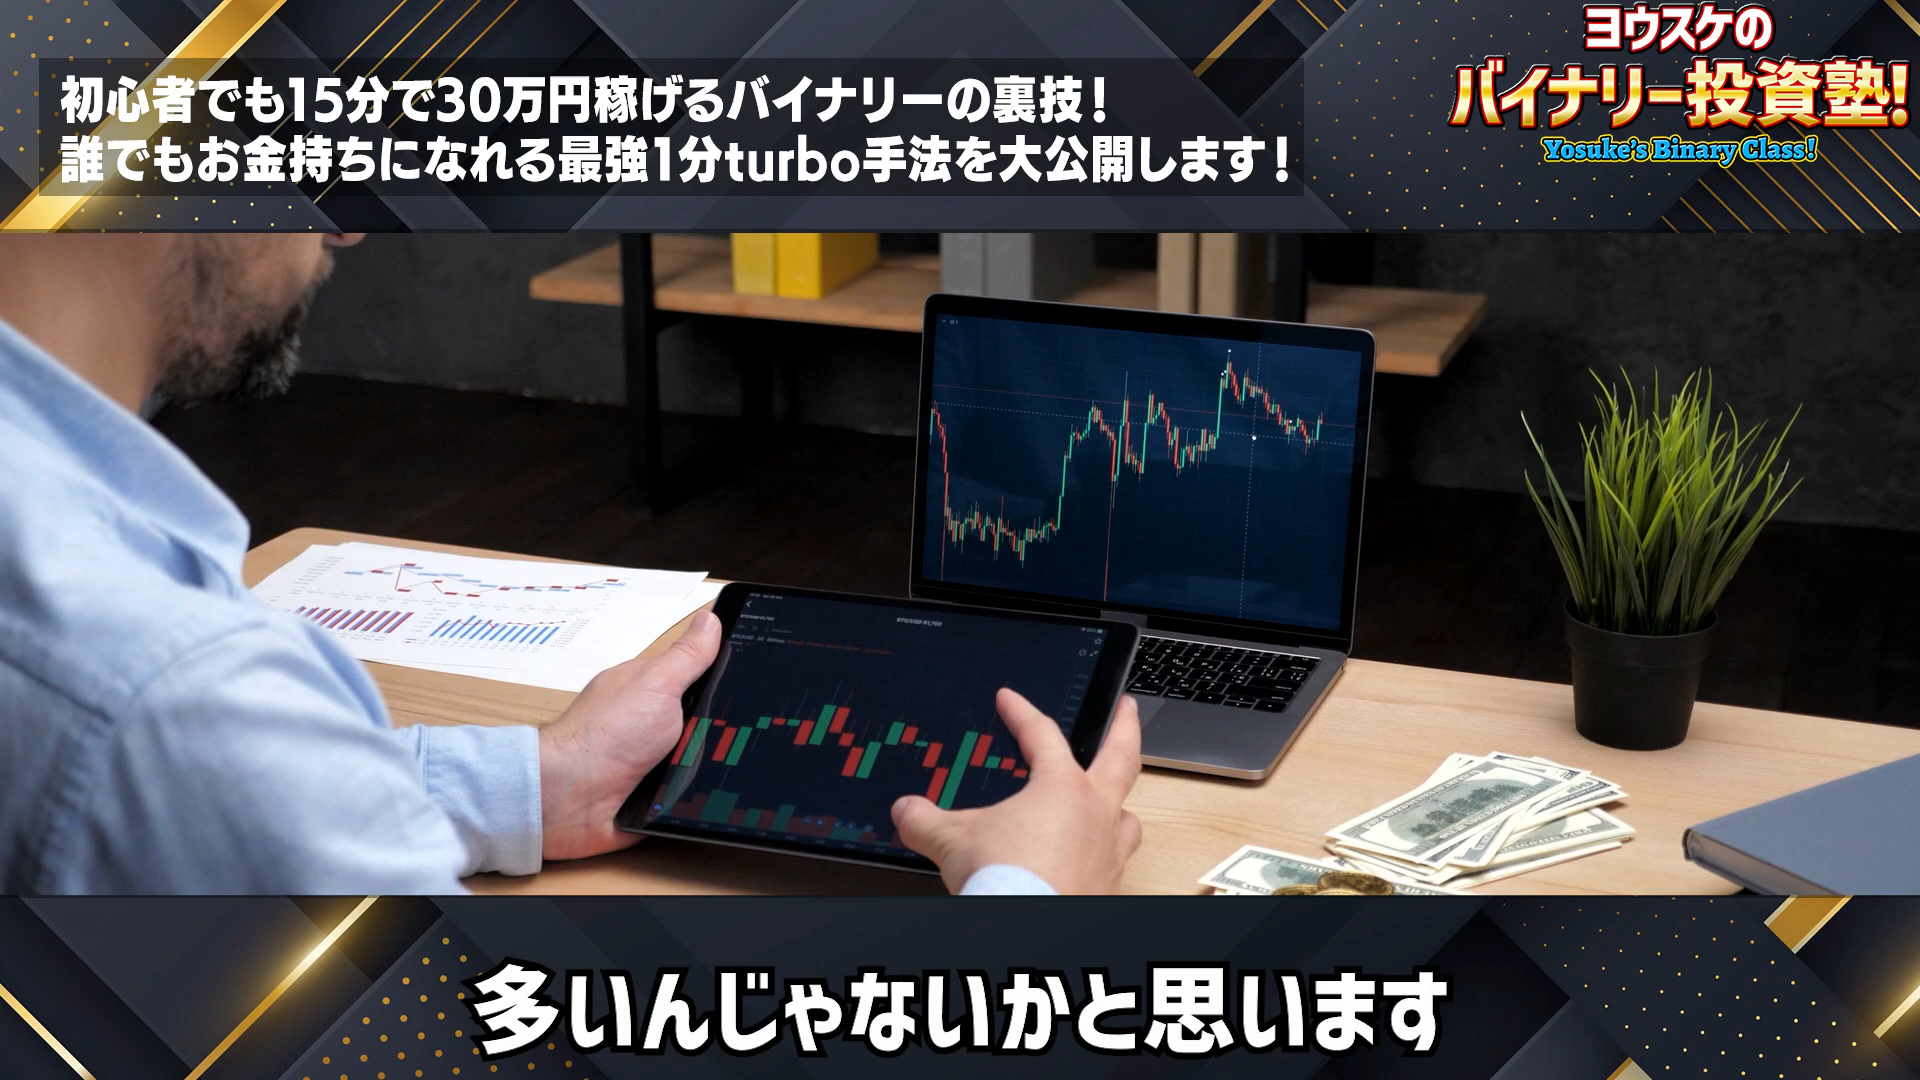 初心者でも15分で30万円稼げるバイナリーの裏技！
誰でもお金持ちになれる最強1分turbo手法を大公開します！
ヨウスケの
バイナリー投資塾!
Yosuke's Binary Class!
多いんじゃないかと思います